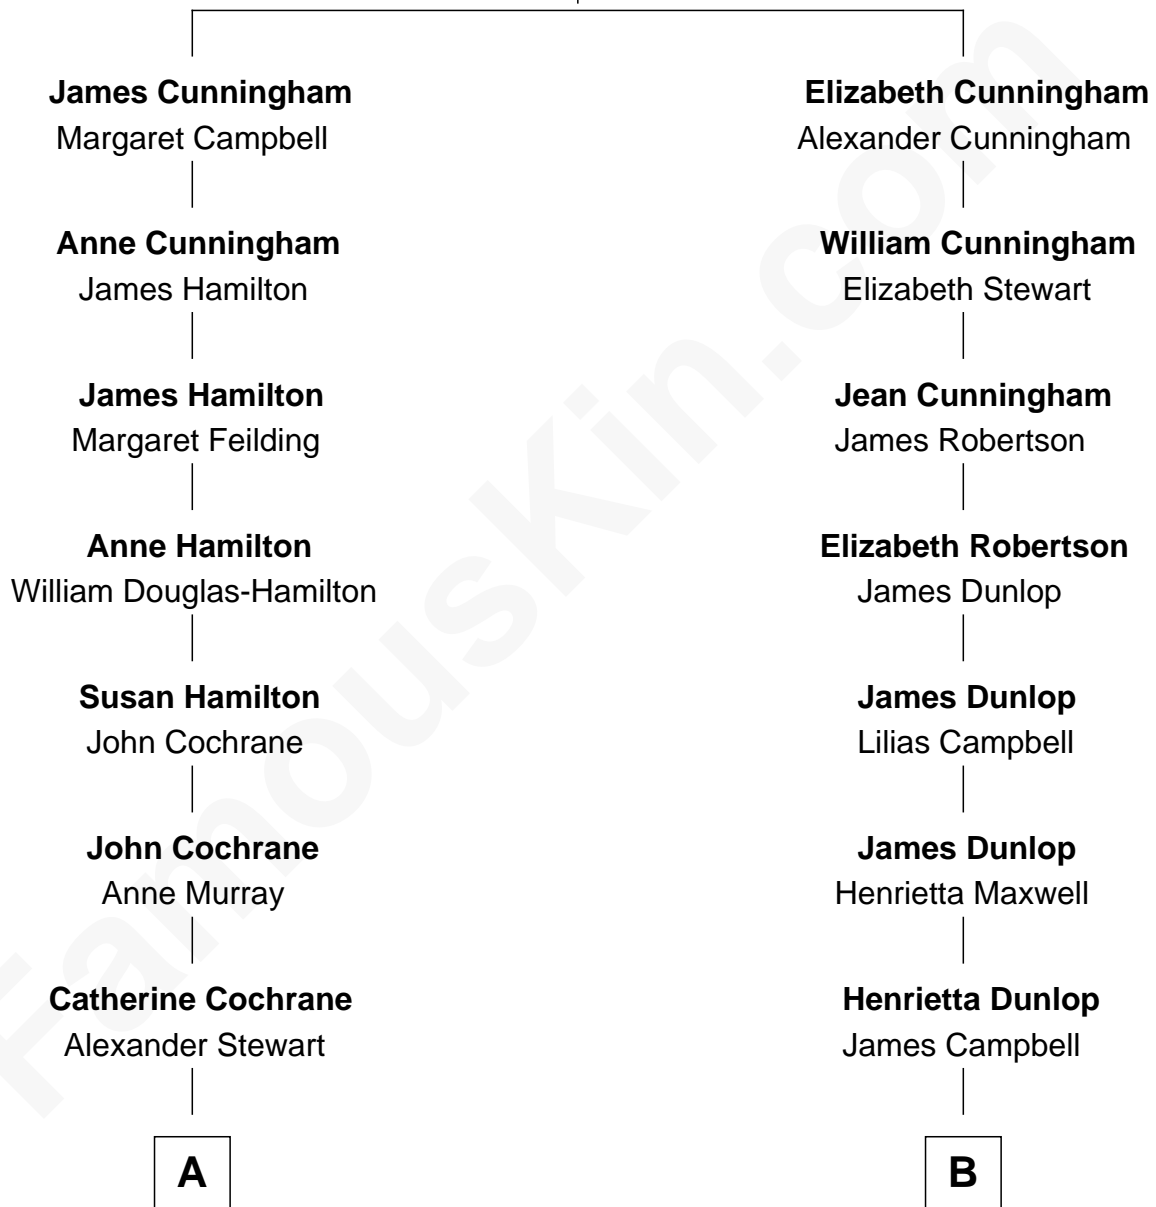 James Cunningham
Margaret Campbell
Anne Cunningham
James Hamilton
James Hamilton
Margaret Feilding
Anne Hamilton
William Douglas-Hamilton
Susan Hamilton
John Cochrane
John Cochrane
Anne Murray
Catherine Cochrane
Alexander Stewart
A
Elizabeth Cunningham
Alexander Cunningham
William Cunningham
Elizabeth Stewart
Jean Cunningham
James Robertson
Elizabeth Robertson
James Dunlop
James Dunlop
Lilias Campbell
James Dunlop
Henrietta Maxwell
Henrietta Dunlop
James Campbell
B
FamousKin.com